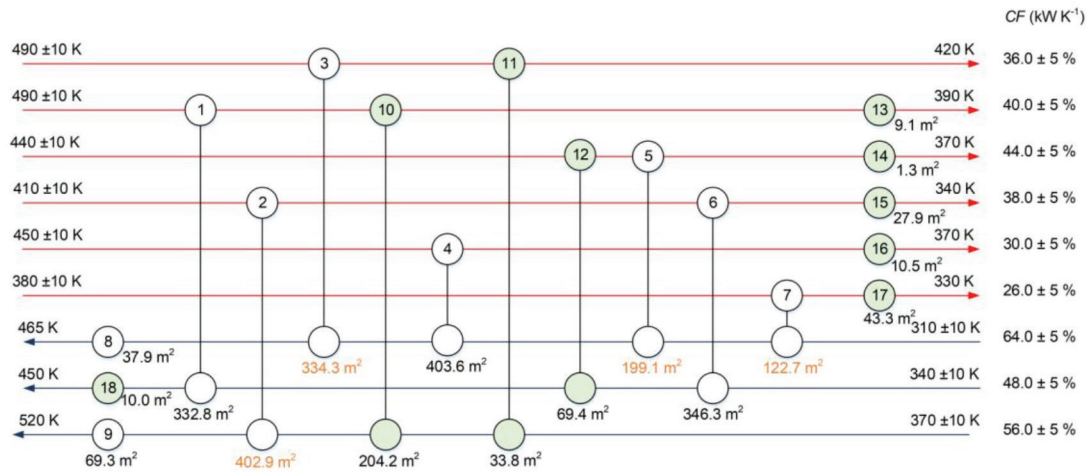 CF (kW K⁻¹)
490 ±10 K 3 11 420 K 36.0 ± 5 %
490 ±10 K 1 10 13 390 K 40.0 ± 5 %
9.1 m²
440 ±10 K 12 5 14 370 K 44.0 ± 5 %
1.3 m²
410 ±10 K 2 6 15 340 K 38.0 ± 5 %
27.9 m²
450 ±10 K 4 16 370 K 30.0 ± 5 %
10.5 m²
380 ±10 K 7 17 330 K 26.0 ± 5 %
43.3 m²
465 K 8 310 ±10 K 64.0 ± 5 %
37.9 m² 334.3 m² 403.6 m² 199.1 m² 122.7 m²
450 K 18 340 ±10 K 48.0 ± 5 %
10.0 m² 332.8 m² 69.4 m² 346.3 m²
520 K 9 370 ±10 K 56.0 ± 5 %
69.3 m² 402.9 m² 204.2 m² 33.8 m²